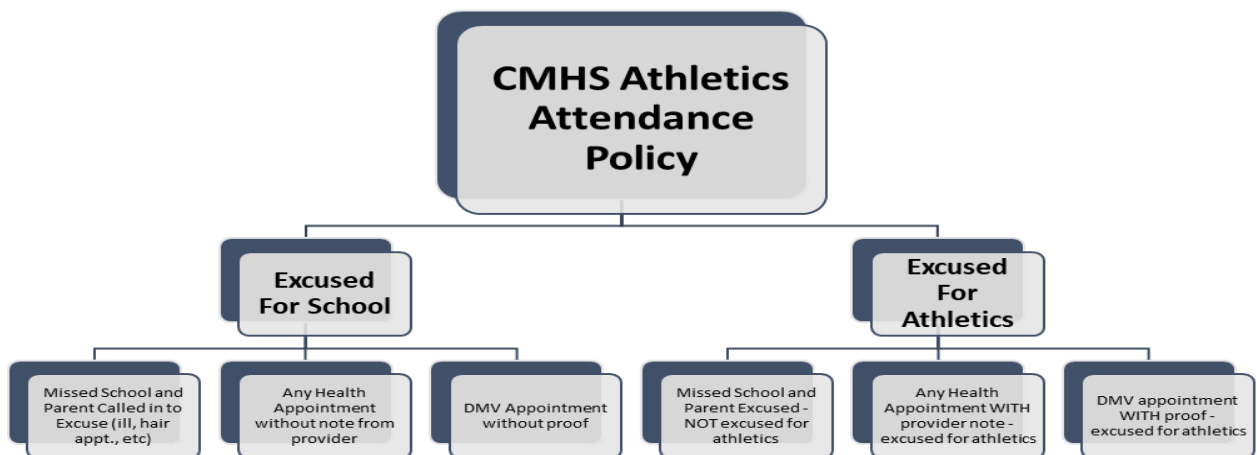 CMHS Athletics
Attendance
Policy
Excused
For School
Excused
For
Athletics
Missed School and
Parent Called in to
Excuse (ill, hair
appt., etc)
Any Health
Appointment
without note from
provider
DMV Appointment
without proof
Missed School and
Parent Excused -
NOT excused for
athletics
Any Health
Appointment WITH
provider note -
excused for athletics
DMV appointment
WITH proof -
excused for athletics